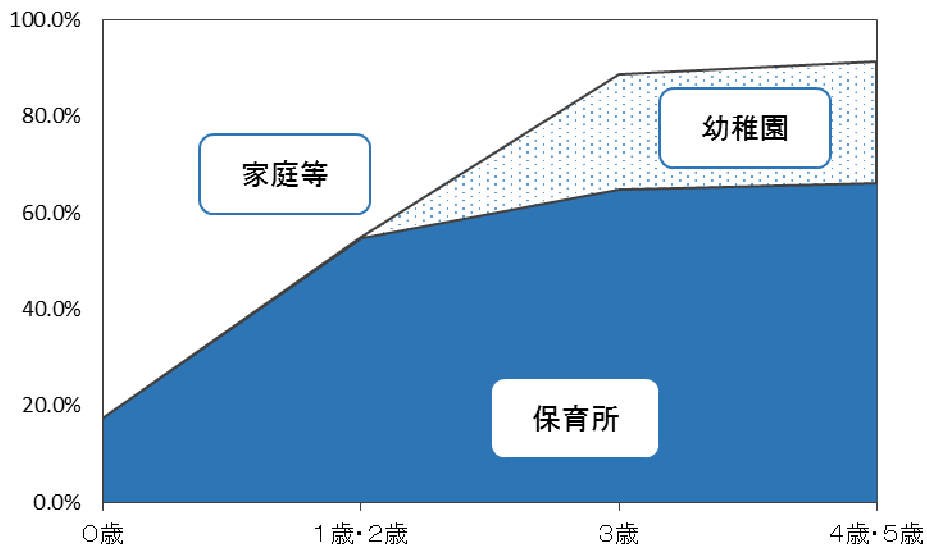 100.0%
80.0%
60.0%
40.0%
20.0%
0.0%
家庭等
幼稚園
保育所
０歳
１歳・２歳
３歳
４歳・５歳